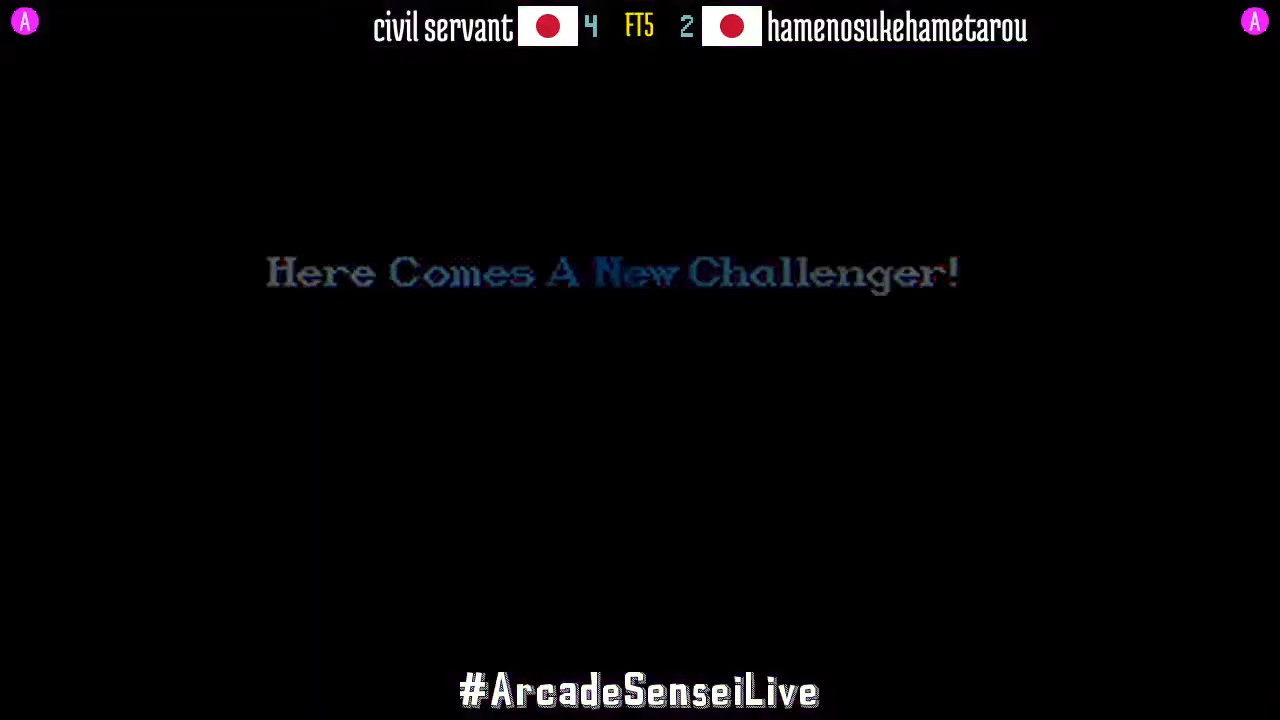 A civil servant 4 FT5 2 hamenosukehametarou A
Here Comes A New Challenger!
#ArcadeSenseiLive